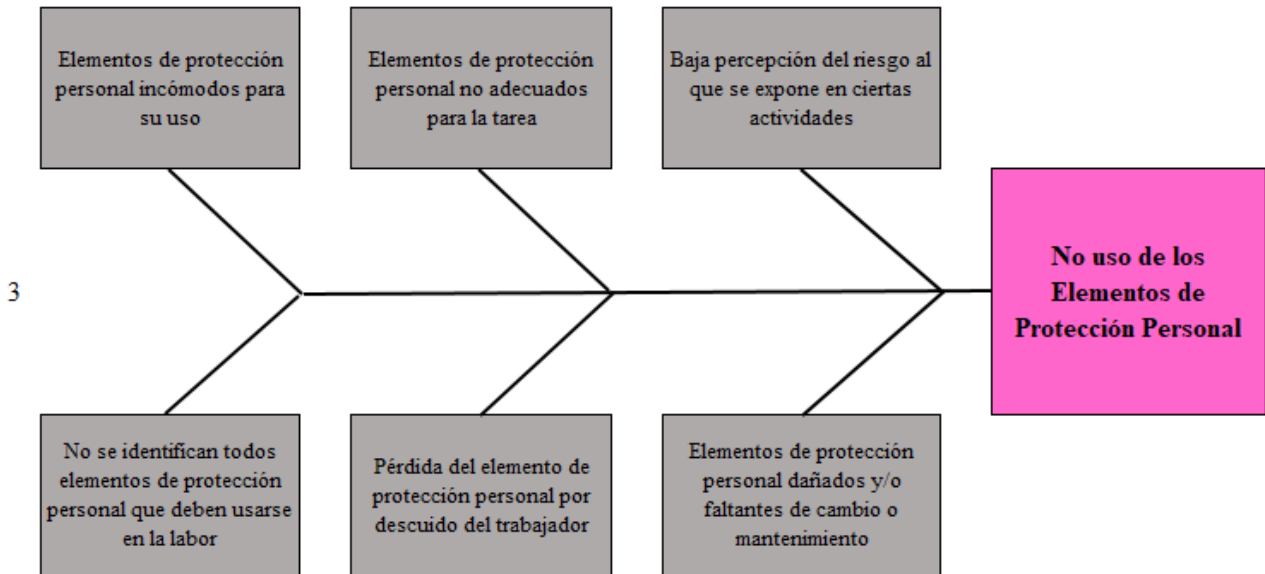 Elementos de protección
personal incómodos para
su uso
Elementos de protección
personal no adecuados
para la tarea
Baja percepción del riesgo al
que se expone en ciertas
actividades
3
No uso de los
Elementos de
Protección Personal
No se identifican todos
elementos de protección
personal que deben usarse
en la labor
Pérdida del elemento de
protección personal por
descuido del trabajador
Elementos de protección
personal dañados y/o
faltantes de cambio o
mantenimiento